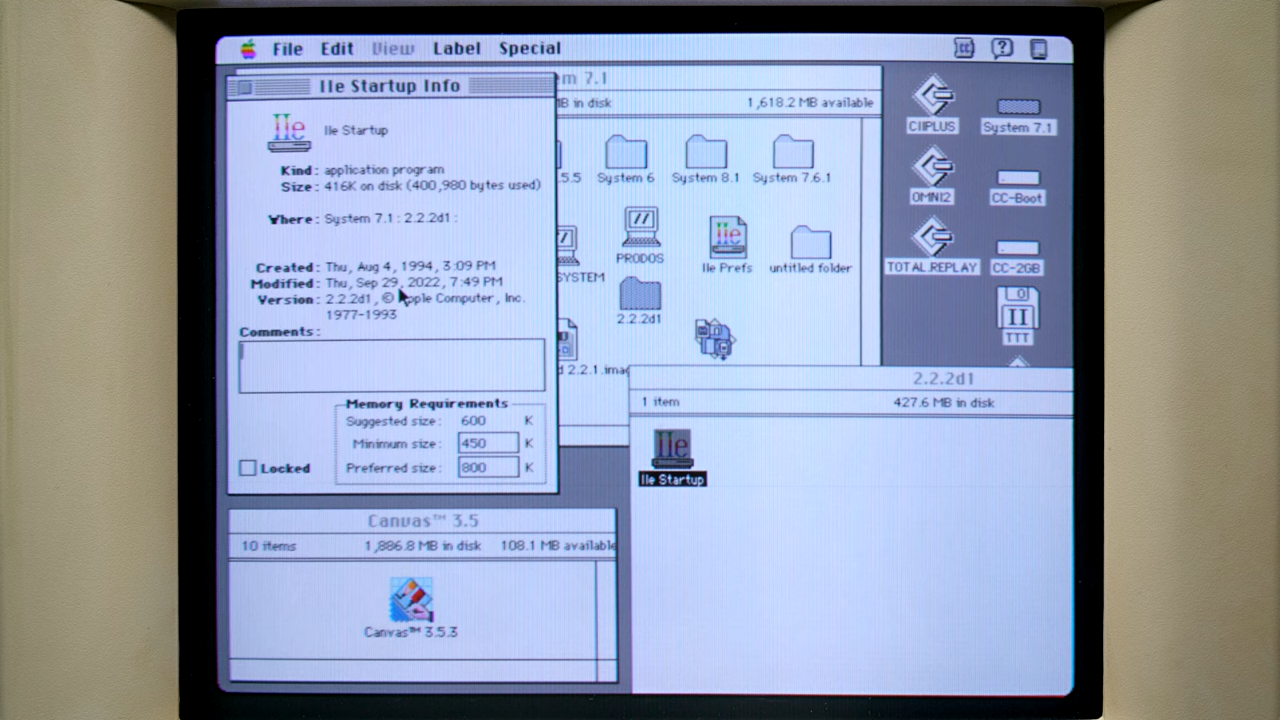 File Edit View Label Special
IIe Startup Info
IIe Startup
Kind: application program
Size: 416K on disk (400,980 bytes used)
Where: System 7.1: 2.2.2d1:
Created: Thu, Aug 4, 1994, 3:09 PM
Modified: Thu, Sep 29, 2022, 7:49 PM
Version: 2.2.2d1, © Apple Computer, Inc.
1977-1993
Comments:
Memory Requirements
Suggested size: 600 K
Minimum size: 450 K
Preferred size: 800 K
Locked
em 7.1
MB in disk 1,618.2 MB available
.5.5 System 6 System 8.1 System 7.6.1
IIe
SYSTEM PRODOS IIe Prefs untitled folder
2.2.2d1
d 2.2.1.imag
CIIPLUS System 7.1
OMNI2 CC-Boot
TOTAL.REPLAY CC-2GB
II
TTT
2.2.2d1
1 item 427.6 MB in disk
IIe
IIe Startup
Canvas™ 3.5
10 items 1,886.8 MB in disk 108.1 MB available
Canvas™ 3.5.3